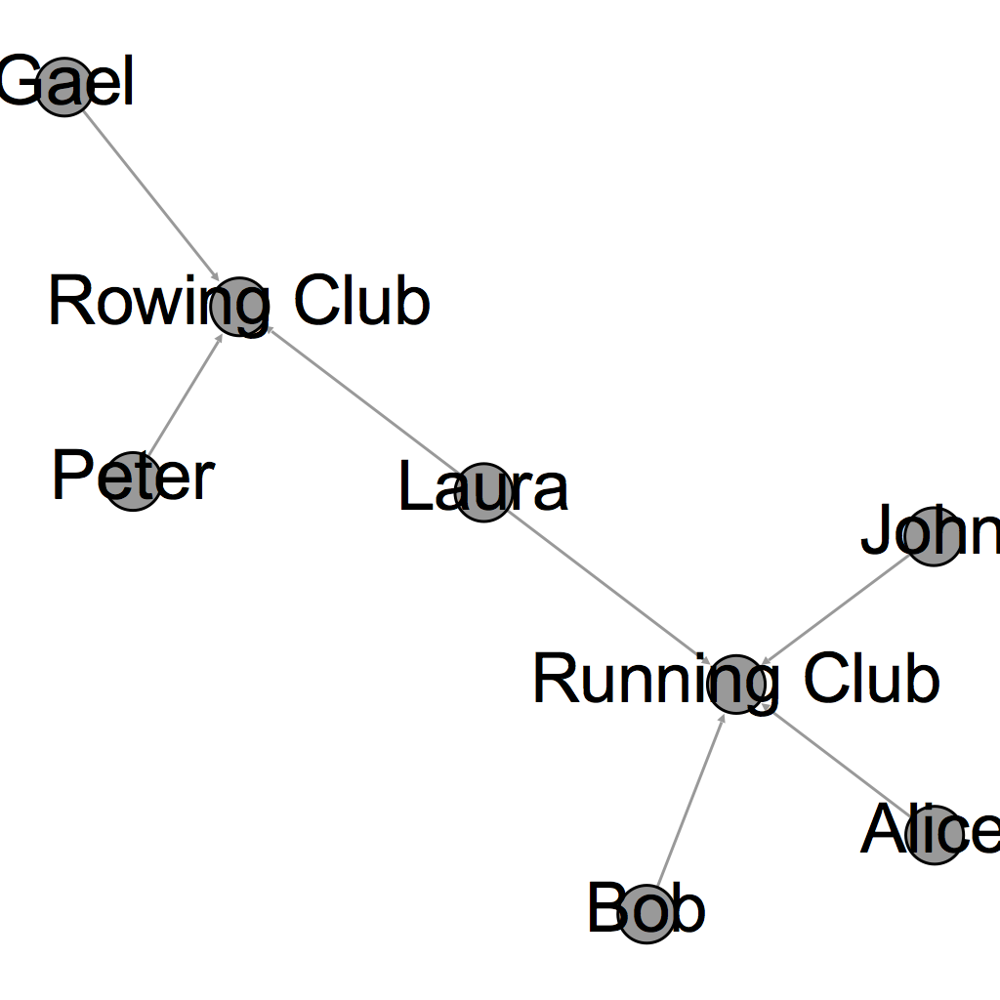 Gael
Rowing Club
Peter
Laura
John
Running Club
Alice
Bob